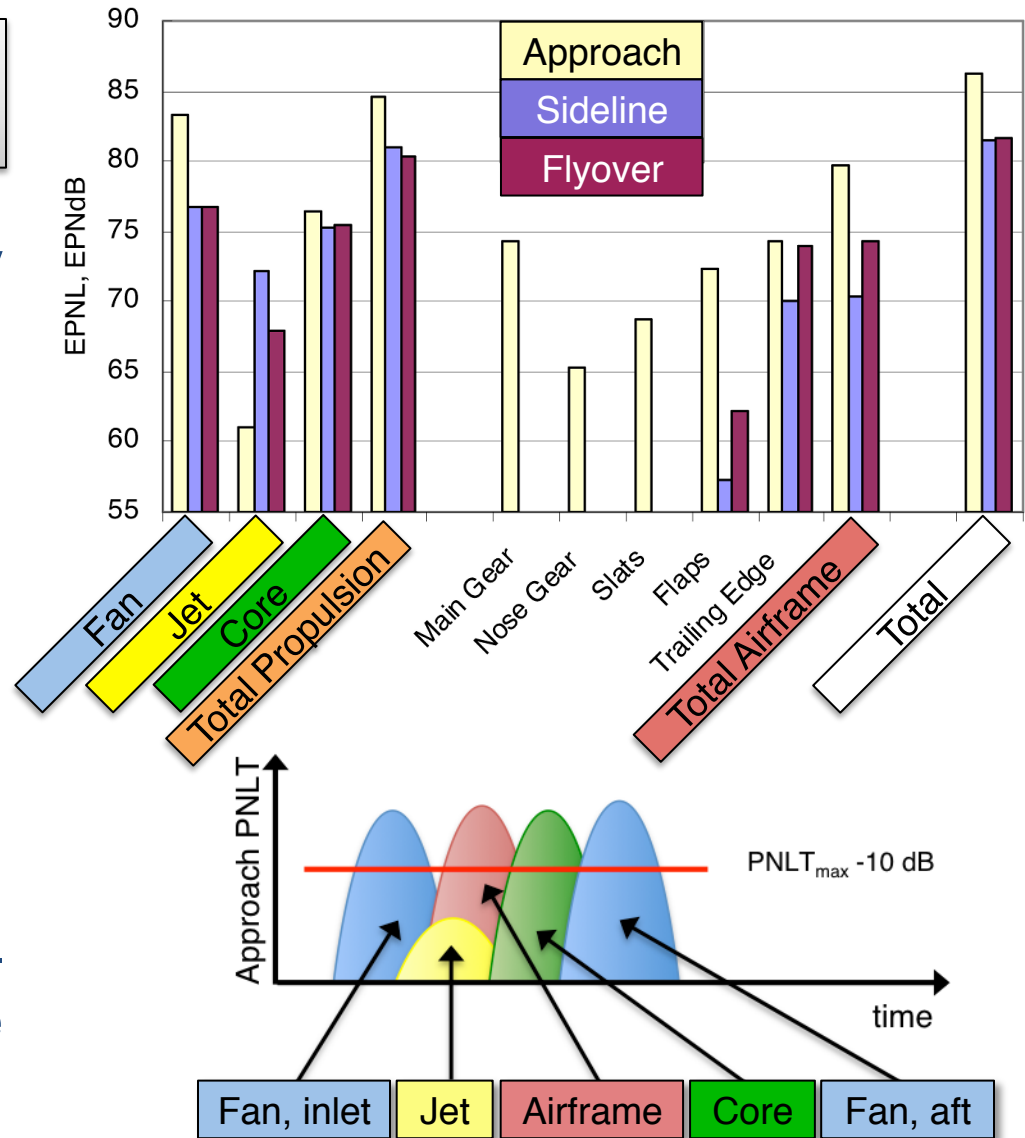 90
85
80
75
70
65
60
55
EPNL, EPNdB
Approach
Sideline
Flyover
Fan
Jet
Core
Total Propulsion
Main Gear
Nose Gear
Slats
Flaps
Trailing Edge
Total Airframe
Total
Approach PNLT
PNLTmax -10 dB
time
Fan, inlet
Jet
Airframe
Core
Fan, aft